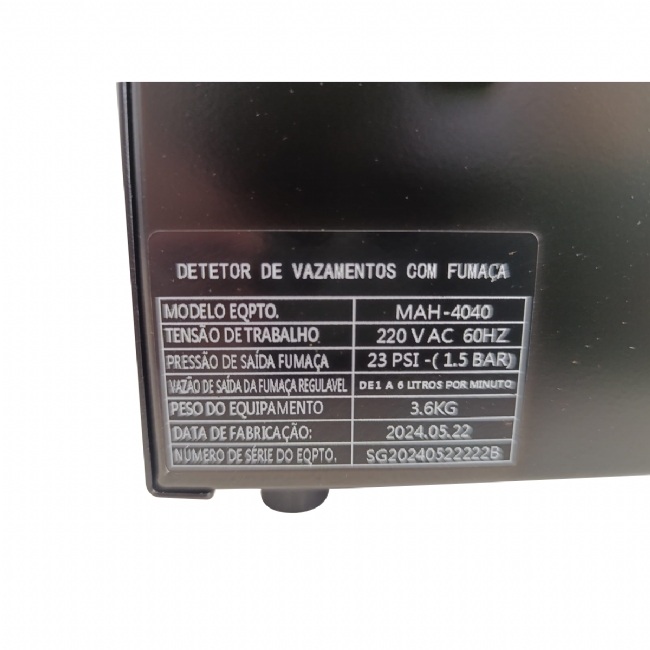 DETETOR DE VAZAMENTOS COM FUMAÇA
MODELO EQPTO. MAH-4040
TENSÃO DE TRABALHO 220 V AC 60HZ
PRESSÃO DE SAÍDA FUMAÇA 23 PSI -( 1.5 BAR)
VAZÃO DE SAÍDA DA FUMAÇA REGULAVEL DE 1 A 6 LITROS POR MINUTO
PESO DO EQUIPAMENTO 3.6KG
DATA DE FABRICAÇÃO: 2024.05.22
NÚMERO DE SÉRIE DO EQPTO. SG20240522222B